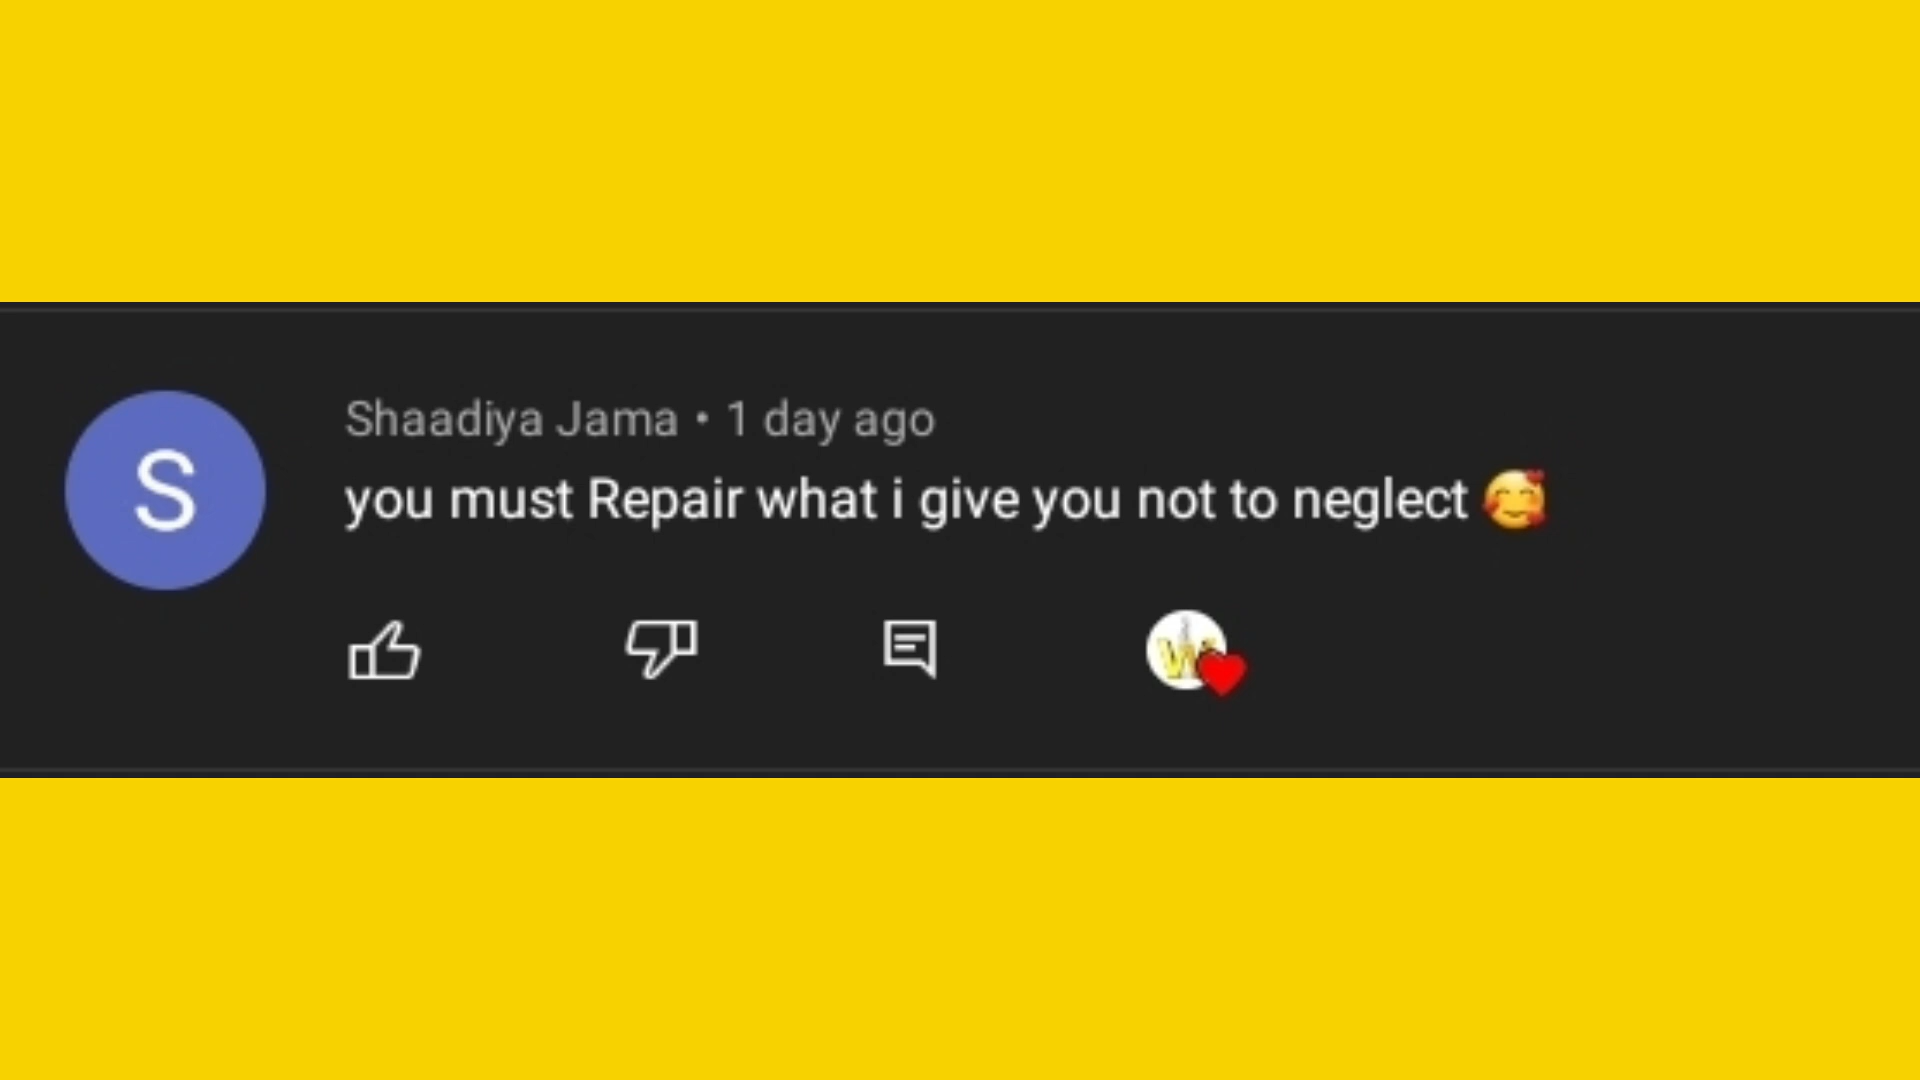 S
Shaadiya Jama • 1 day ago
you must Repair what i give you not to neglect 🥰
W